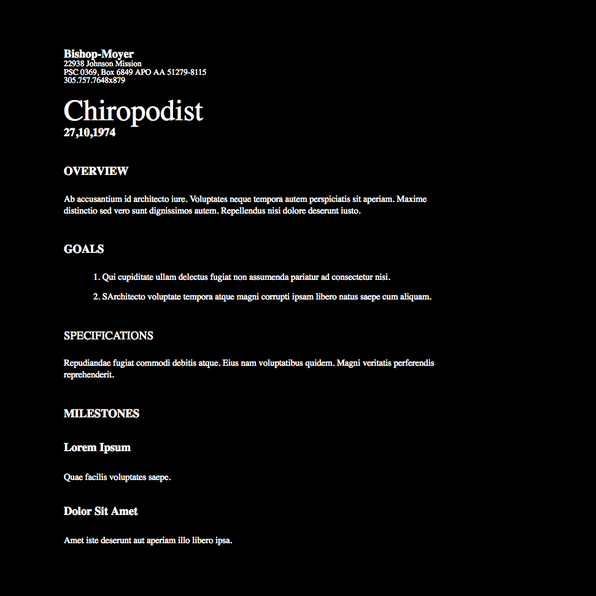 Bishop-Moyer
22938 Johnson Mission
PSC 0369, Box 6849 APO AA 51279-8115
305.757.7648x879
Chiropodist
27,10,1974
OVERVIEW
Ab accusantium id architecto iure. Voluptates neque tempora autem perspiciatis sit aperiam. Maxime
distinctio sed vero sunt dignissimos autem. Repellendus nisi dolore deserunt iusto.
GOALS
1. Qui cupiditate ullam delectus fugiat non assumenda pariatur ad consectetur nisi.
2. SArchitecto voluptate tempora atque magni corrupti ipsam libero natus saepe cum aliquam.
SPECIFICATIONS
Repudiandae fugiat commodi debitis atque. Eius nam voluptatibus quidem. Magni veritatis perferendis
reprehenderit.
MILESTONES
Lorem Ipsum
Quae facilis voluptates saepe.
Dolor Sit Amet
Amet iste deserunt aut aperiam illo libero ipsa.